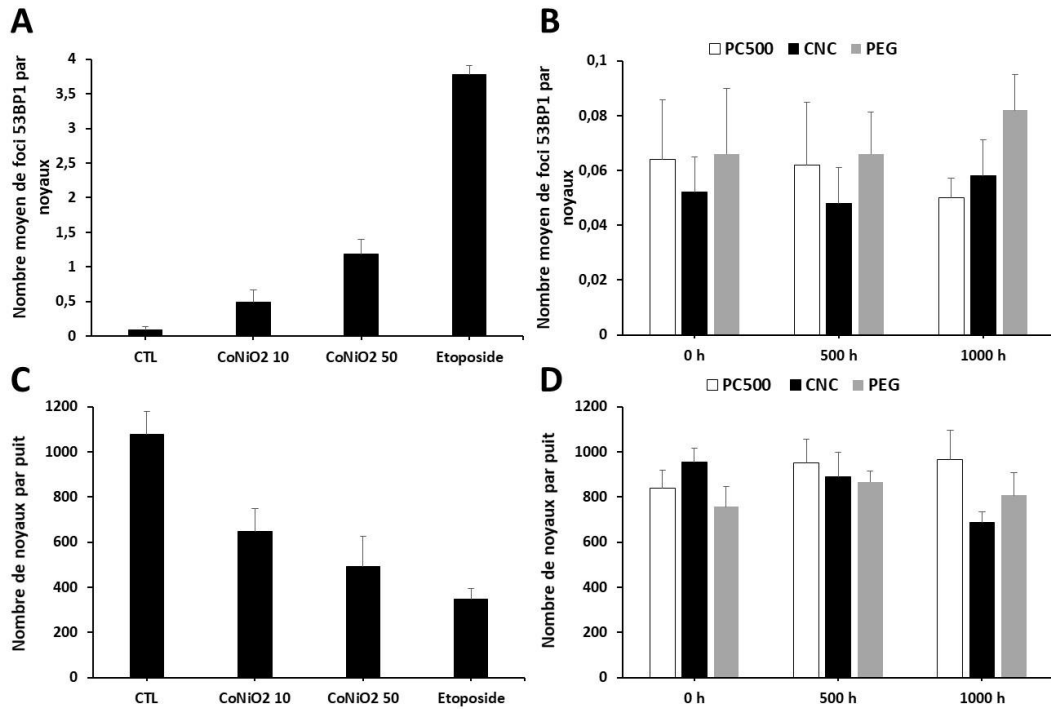 A
Nombre moyen de foci 53BP1 par
noyaux
4
3,5
3
2,5
2
1,5
1
0,5
0
CTL
CoNiO2 10
CoNiO2 50
Etoposide
B
PC500
CNC
PEG
Nombre moyen de foci 53BP1 par
noyaux
0,1
0,08
0,06
0,04
0,02
0
0 h
500 h
1000 h
C
Nombre de noyaux par puit
1200
1000
800
600
400
200
0
CTL
CoNiO2 10
CoNiO2 50
Etoposide
D
PC500
CNC
PEG
Nombre de noyaux par puit
1200
1000
800
600
400
200
0
0 h
500 h
1000 h